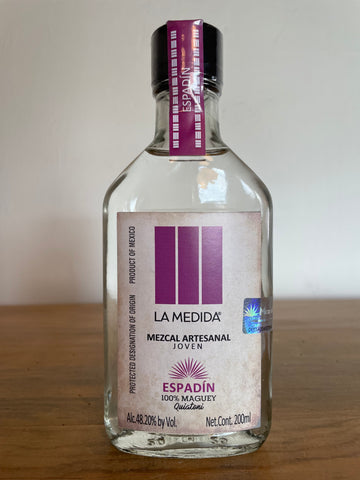 ESPADÍN
LA MEDIDA®
MEZCAL ARTESANAL
JOVEN
ESPADÍN
100% MAGUEY
Quiatoni
Alc.48.20% by Vol.
Net.Cont. 200ml
PROTECTED DESIGNATION OF ORIGIN
PRODUCT OF MEXICO